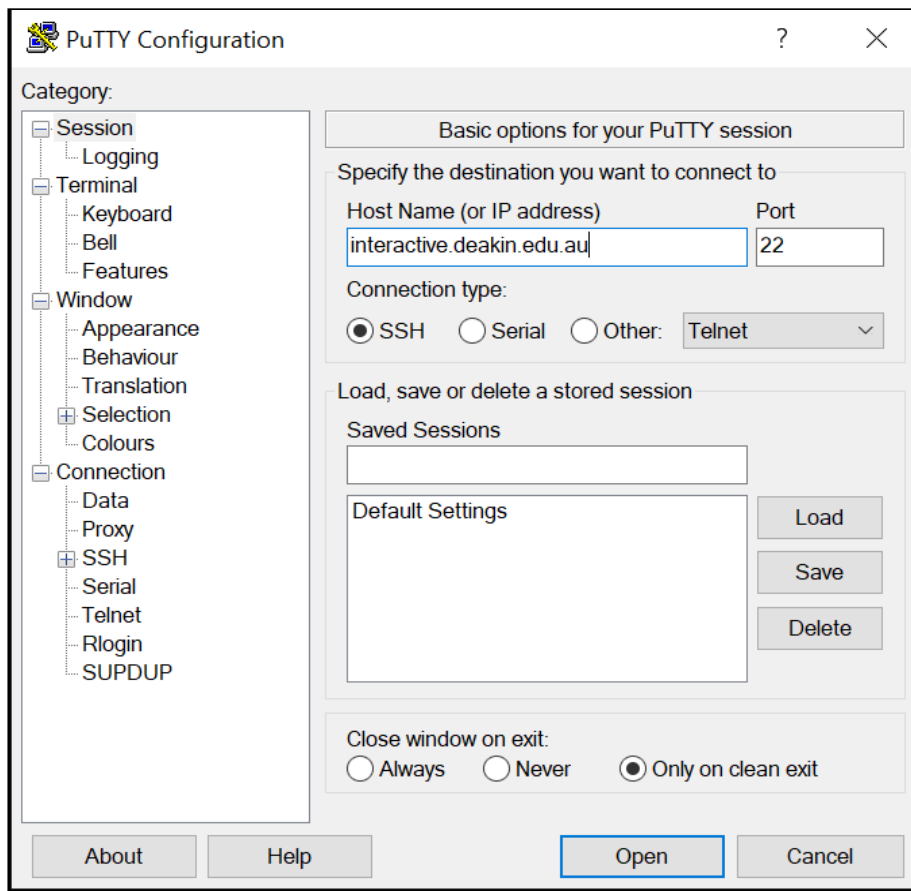 PuTTY Configuration
?
Category:
Session
Logging
Terminal
Keyboard
Bell
Features
Window
Appearance
Behaviour
Translation
Selection
Colours
Connection
Data
Proxy
SSH
Serial
Telnet
Rlogin
SUPDUP
Basic options for your PuTTY session
Specify the destination you want to connect to
Host Name (or IP address) Port
interactive.deakin.edu.au 22
Connection type:
SSH Serial Other: Telnet
Load, save or delete a stored session
Saved Sessions
Default Settings
Load
Save
Delete
Close window on exit:
Always Never Only on clean exit
About Help Open Cancel